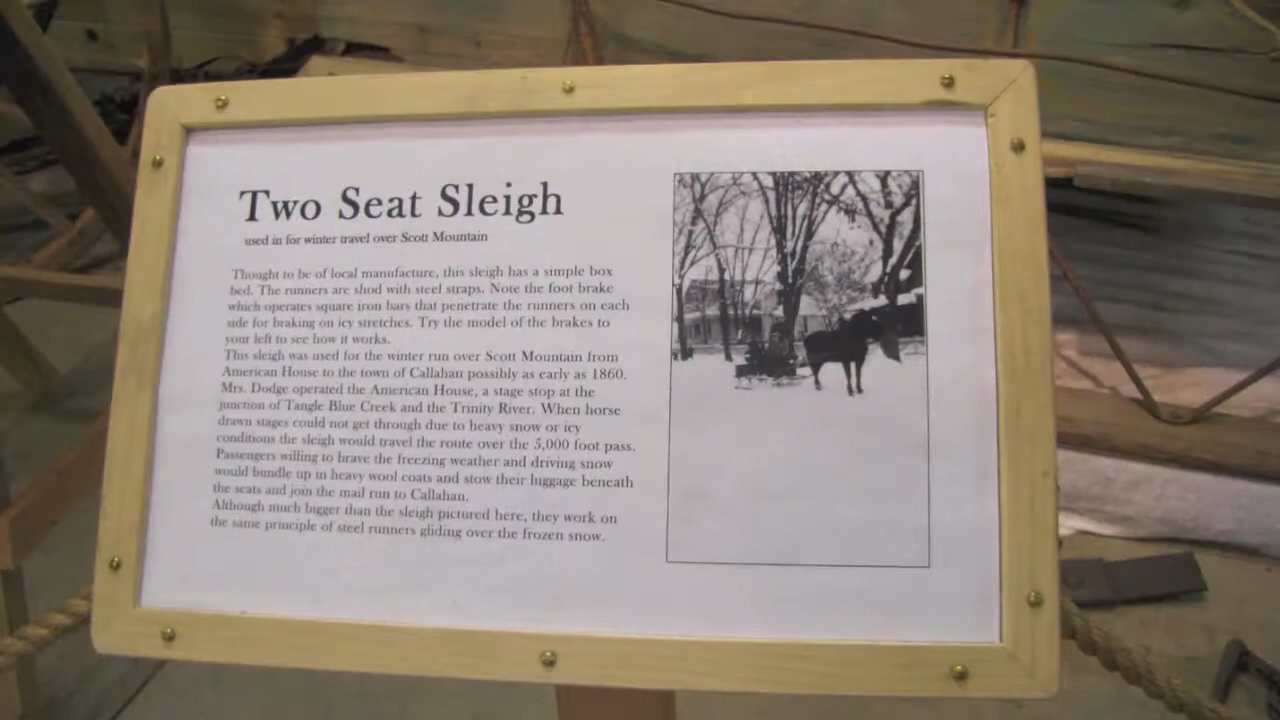 Two Seat Sleigh
used in for winter travel over Scott Mountain
Thought to be of local manufacture, this sleigh has a simple box
bed. The runners are shod with steel straps. Note the foot brake
which operates square iron bars that penetrate the runners on each
side for braking on icy stretches. Try the model of the brakes to
your left to see how it works.
This sleigh was used for the winter run over Scott Mountain from
American House to the town of Callahan possibly as early as 1860.
Mrs. Dodge operated the American House, a stage stop at the
junction of Tangle Blue Creek and the Trinity River. When horse
drawn stages could not get through due to heavy snow or icy
conditions the sleigh would travel the route over the 5,000 foot pass.
Passengers willing to brave the freezing weather and driving snow
would bundle up in heavy wool coats and stow their luggage beneath
the seats and join the mail run to Callahan.
Although much bigger than the sleigh pictured here, they work on
the same principle of steel runners gliding over the frozen snow.